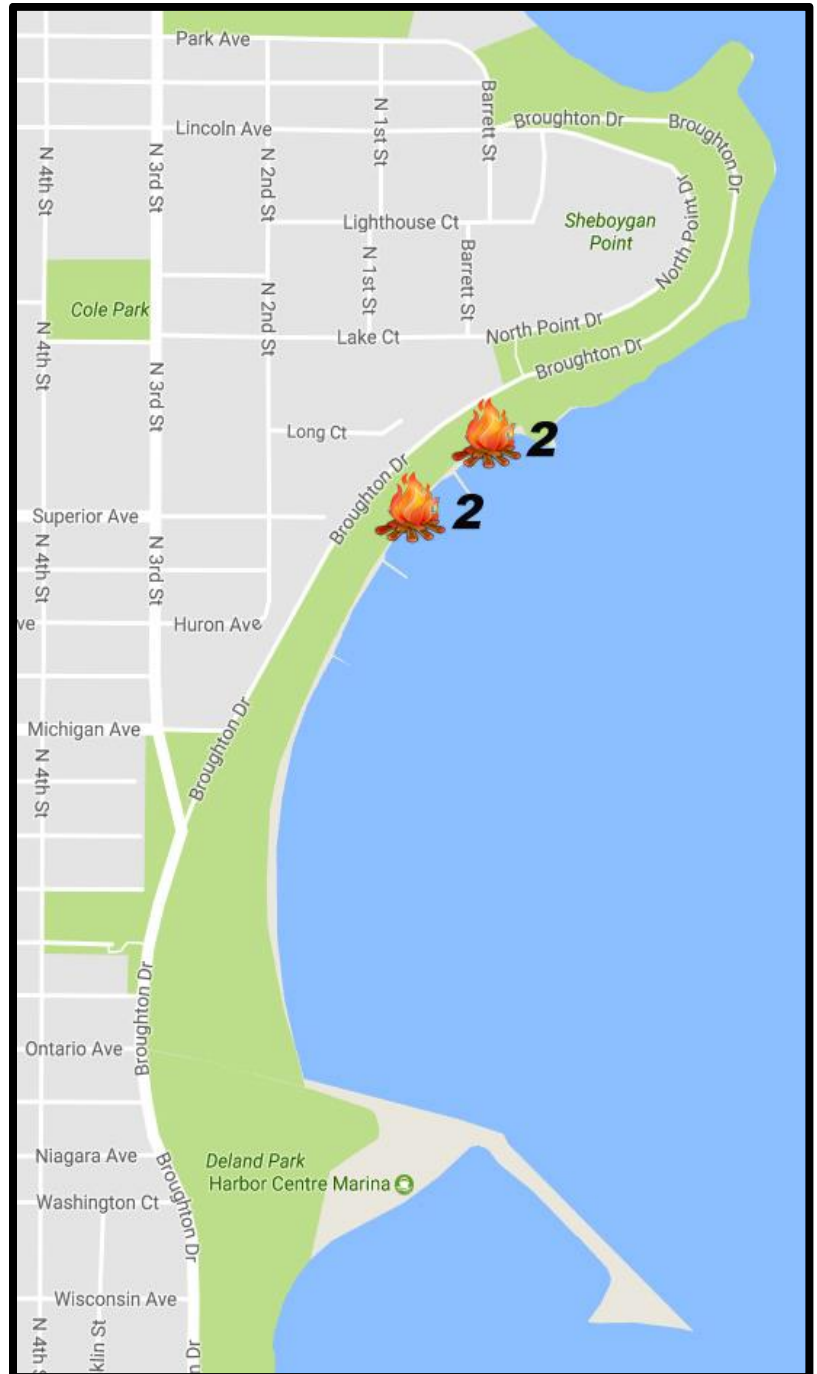 Park Ave
Barrett St
Broughton Dr
Broughton Dr
N 1st St
Lincoln Ave
N 4th St
N 3rd St
N 2nd St
North Point Dr
Lighthouse Ct
Sheboygan
Point
N 1st St
Barrett St
N 2nd St
Cole Park
N 4th St
North Point Dr
Lake Ct
Broughton Dr
N 3rd St
Long Ct
2
Broughton Dr
2
Superior Ave
N 4th St
N 3rd St
ve
Huron Ave
Michigan Ave
Broughton Dr
N 4th St
Broughton Dr
Ontario Ave
Niagara Ave
Broughton Dr
Deland Park
Harbor Centre Marina
Washington Ct
Wisconsin Ave
N 4th S
kin St
n Dr